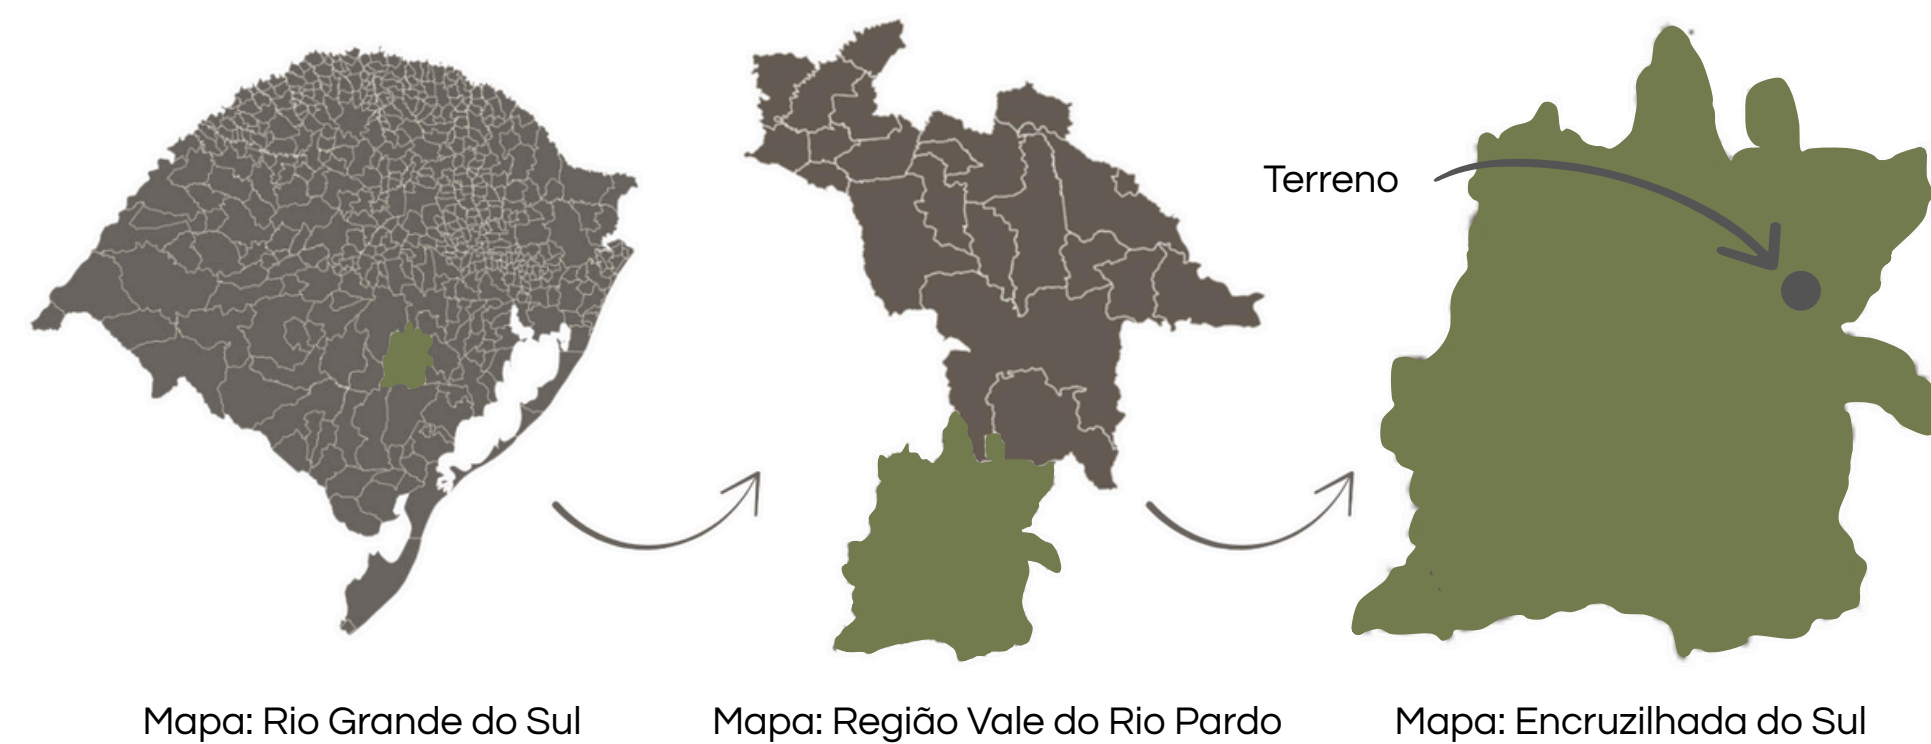 Terreno
Mapa: Rio Grande do Sul
Mapa: Região Vale do Rio Pardo
Mapa: Encruzilhada do Sul